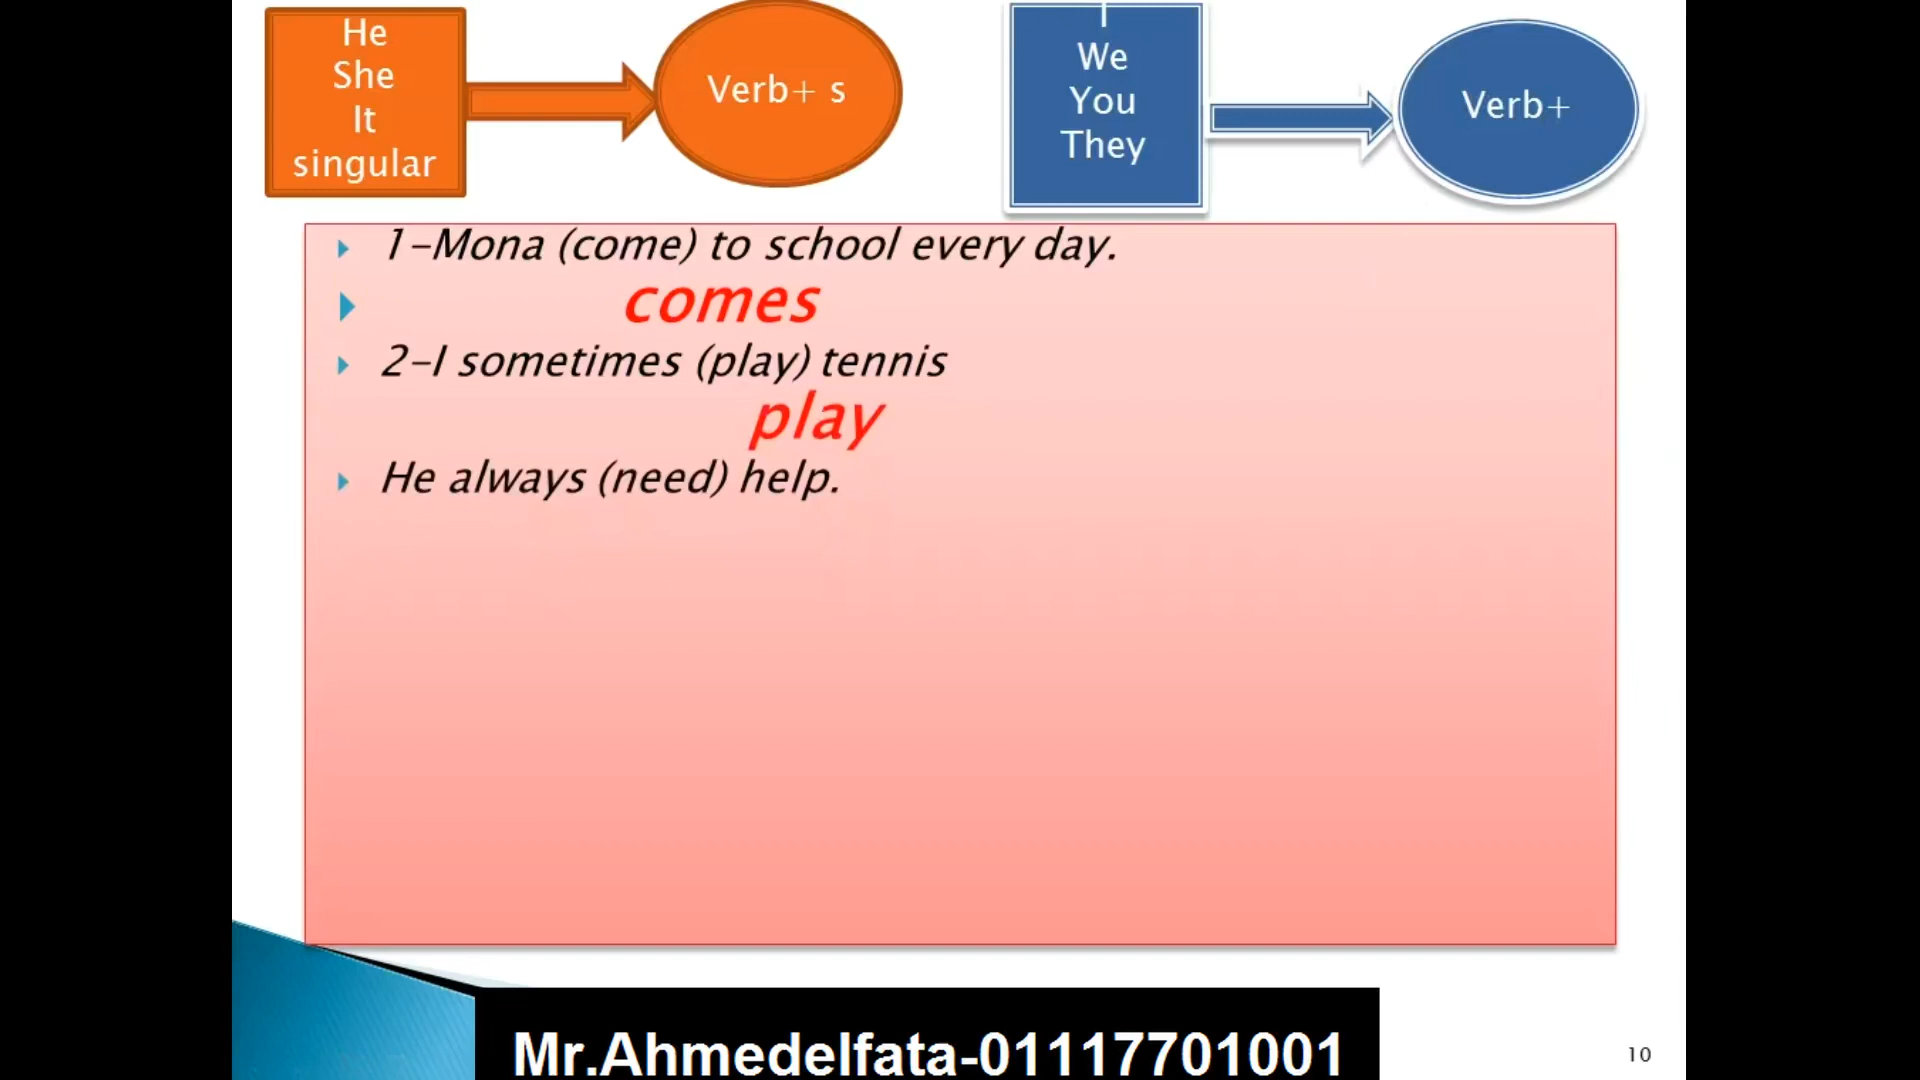 He
She
It
singular
Verb+ s
I
We
You
They
Verb+
1-Mona (come) to school every day.
comes
2-I sometimes (play) tennis
play
He always (need) help.
Mr.Ahmedelfata-01117701001
10